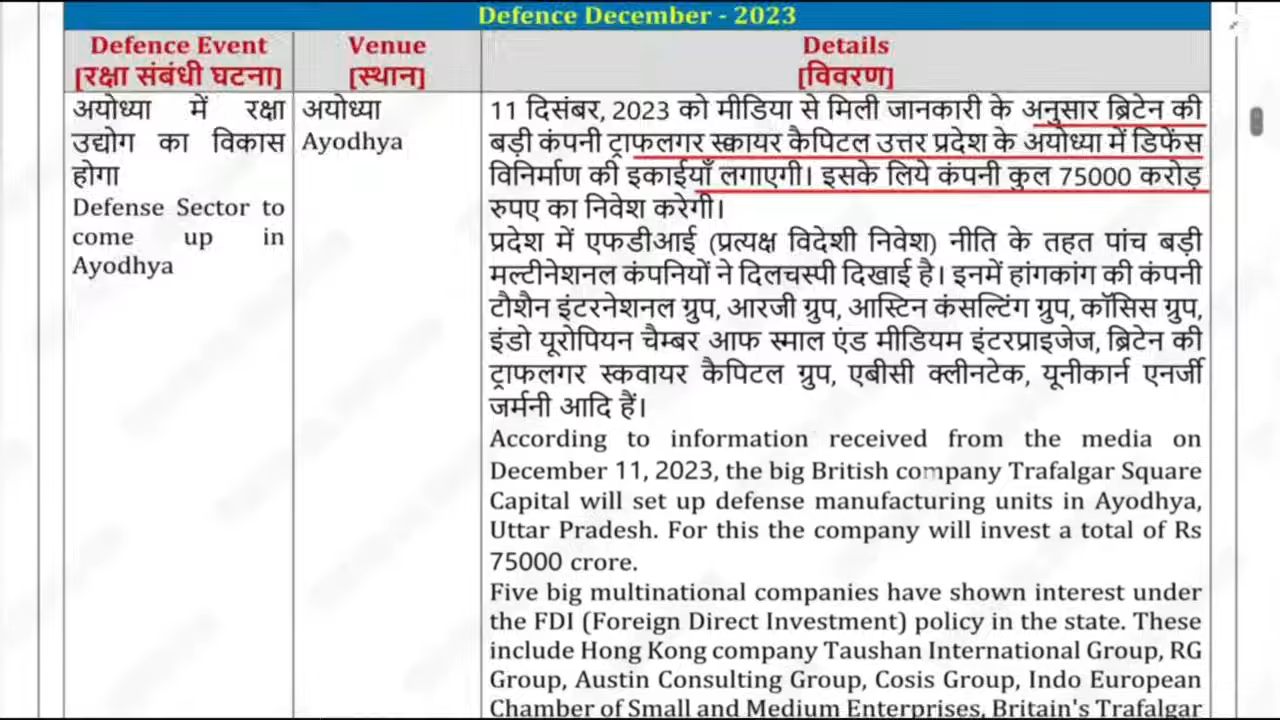 Defence December - 2023
Defence Event
[रक्षा संबंधी घटना]
Venue
[स्थान]
Details
[विवरण]
अयोध्या में रक्षा
उद्योग का विकास
होगा
Defense Sector to
come up in
Ayodhya
अयोध्या
Ayodhya
11 दिसंबर, 2023 को मीडिया से मिली जानकारी के अनुसार ब्रिटेन की
बड़ी कंपनी ट्राफलगर स्क्वायर कैपिटल उत्तर प्रदेश के अयोध्या में डिफेंस
विनिर्माण की इकाईयाँ लगाएगी। इसके लिये कंपनी कुल 75000 करोड़
रुपए का निवेश करेगी।
प्रदेश में एफडीआई (प्रत्यक्ष विदेशी निवेश) नीति के तहत पांच बड़ी
मल्टीनेशनल कंपनियों ने दिलचस्पी दिखाई है। इनमें हांगकांग की कंपनी
टौशैन इंटरनेशनल ग्रुप, आरजी ग्रुप, आस्टिन कंसल्टिंग ग्रुप, कॉसिस ग्रुप,
इंडो यूरोपियन चैम्बर आफ स्माल एंड मीडियम इंटरप्राइजेज, ब्रिटेन की
ट्राफलगर स्कवायर कैपिटल ग्रुप, एबीसी क्लीनटेक, यूनीकार्न एनर्जी
जर्मनी आदि हैं।
According to information received from the media on
December 11, 2023, the big British company Trafalgar Square
Capital will set up defense manufacturing units in Ayodhya,
Uttar Pradesh. For this the company will invest a total of Rs
75000 crore.
Five big multinational companies have shown interest under
the FDI (Foreign Direct Investment) policy in the state. These
include Hong Kong company Taushan International Group, RG
Group, Austin Consulting Group, Cosis Group, Indo European
Chamber of Small and Medium Enterprises, Britain's Trafalgar